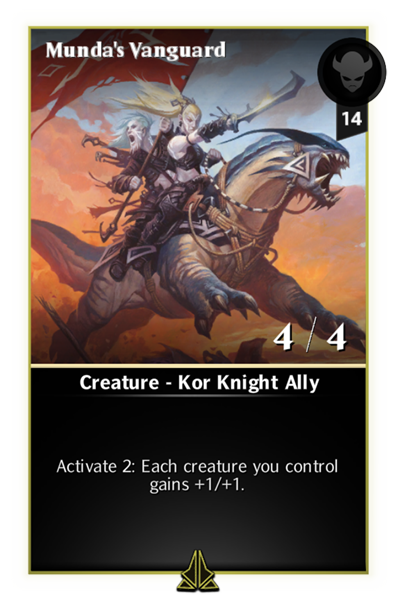 Munda's Vanguard
14
4/4
Creature - Kor Knight Ally
Activate 2: Each creature you control
gains +1/+1.